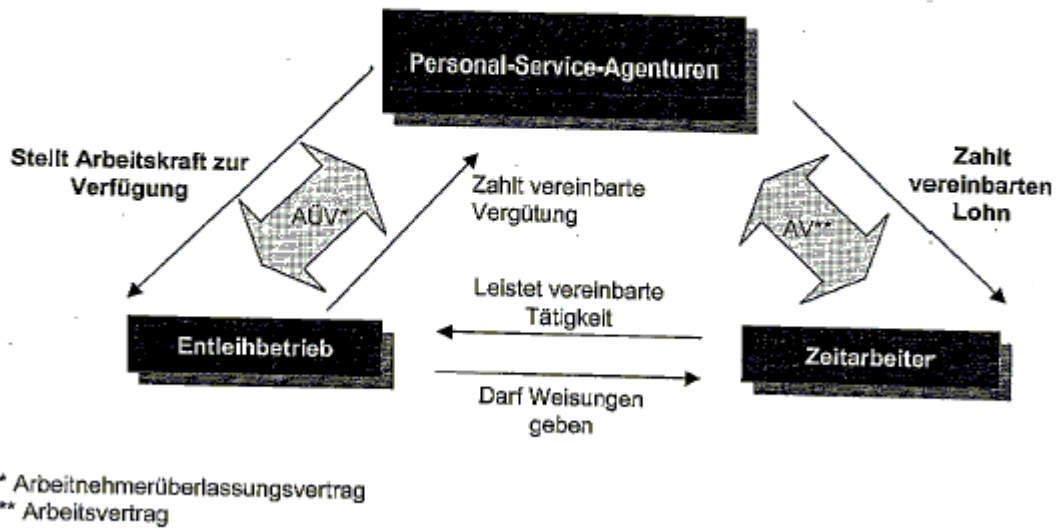 Personal-Service-Agenturen
Stellt Arbeitskraft zur
Verfügung
AÜV*
Zahlt vereinbarte
Vergütung
AV**
Zahlt
vereinbarten
Lohn
Leistet vereinbarte
Tätigkeit
Entleihbetrieb
Zeitarbeiter
Darf Weisungen
geben
* Arbeitnehmerüberlassungsvertrag
** Arbeitsvertrag